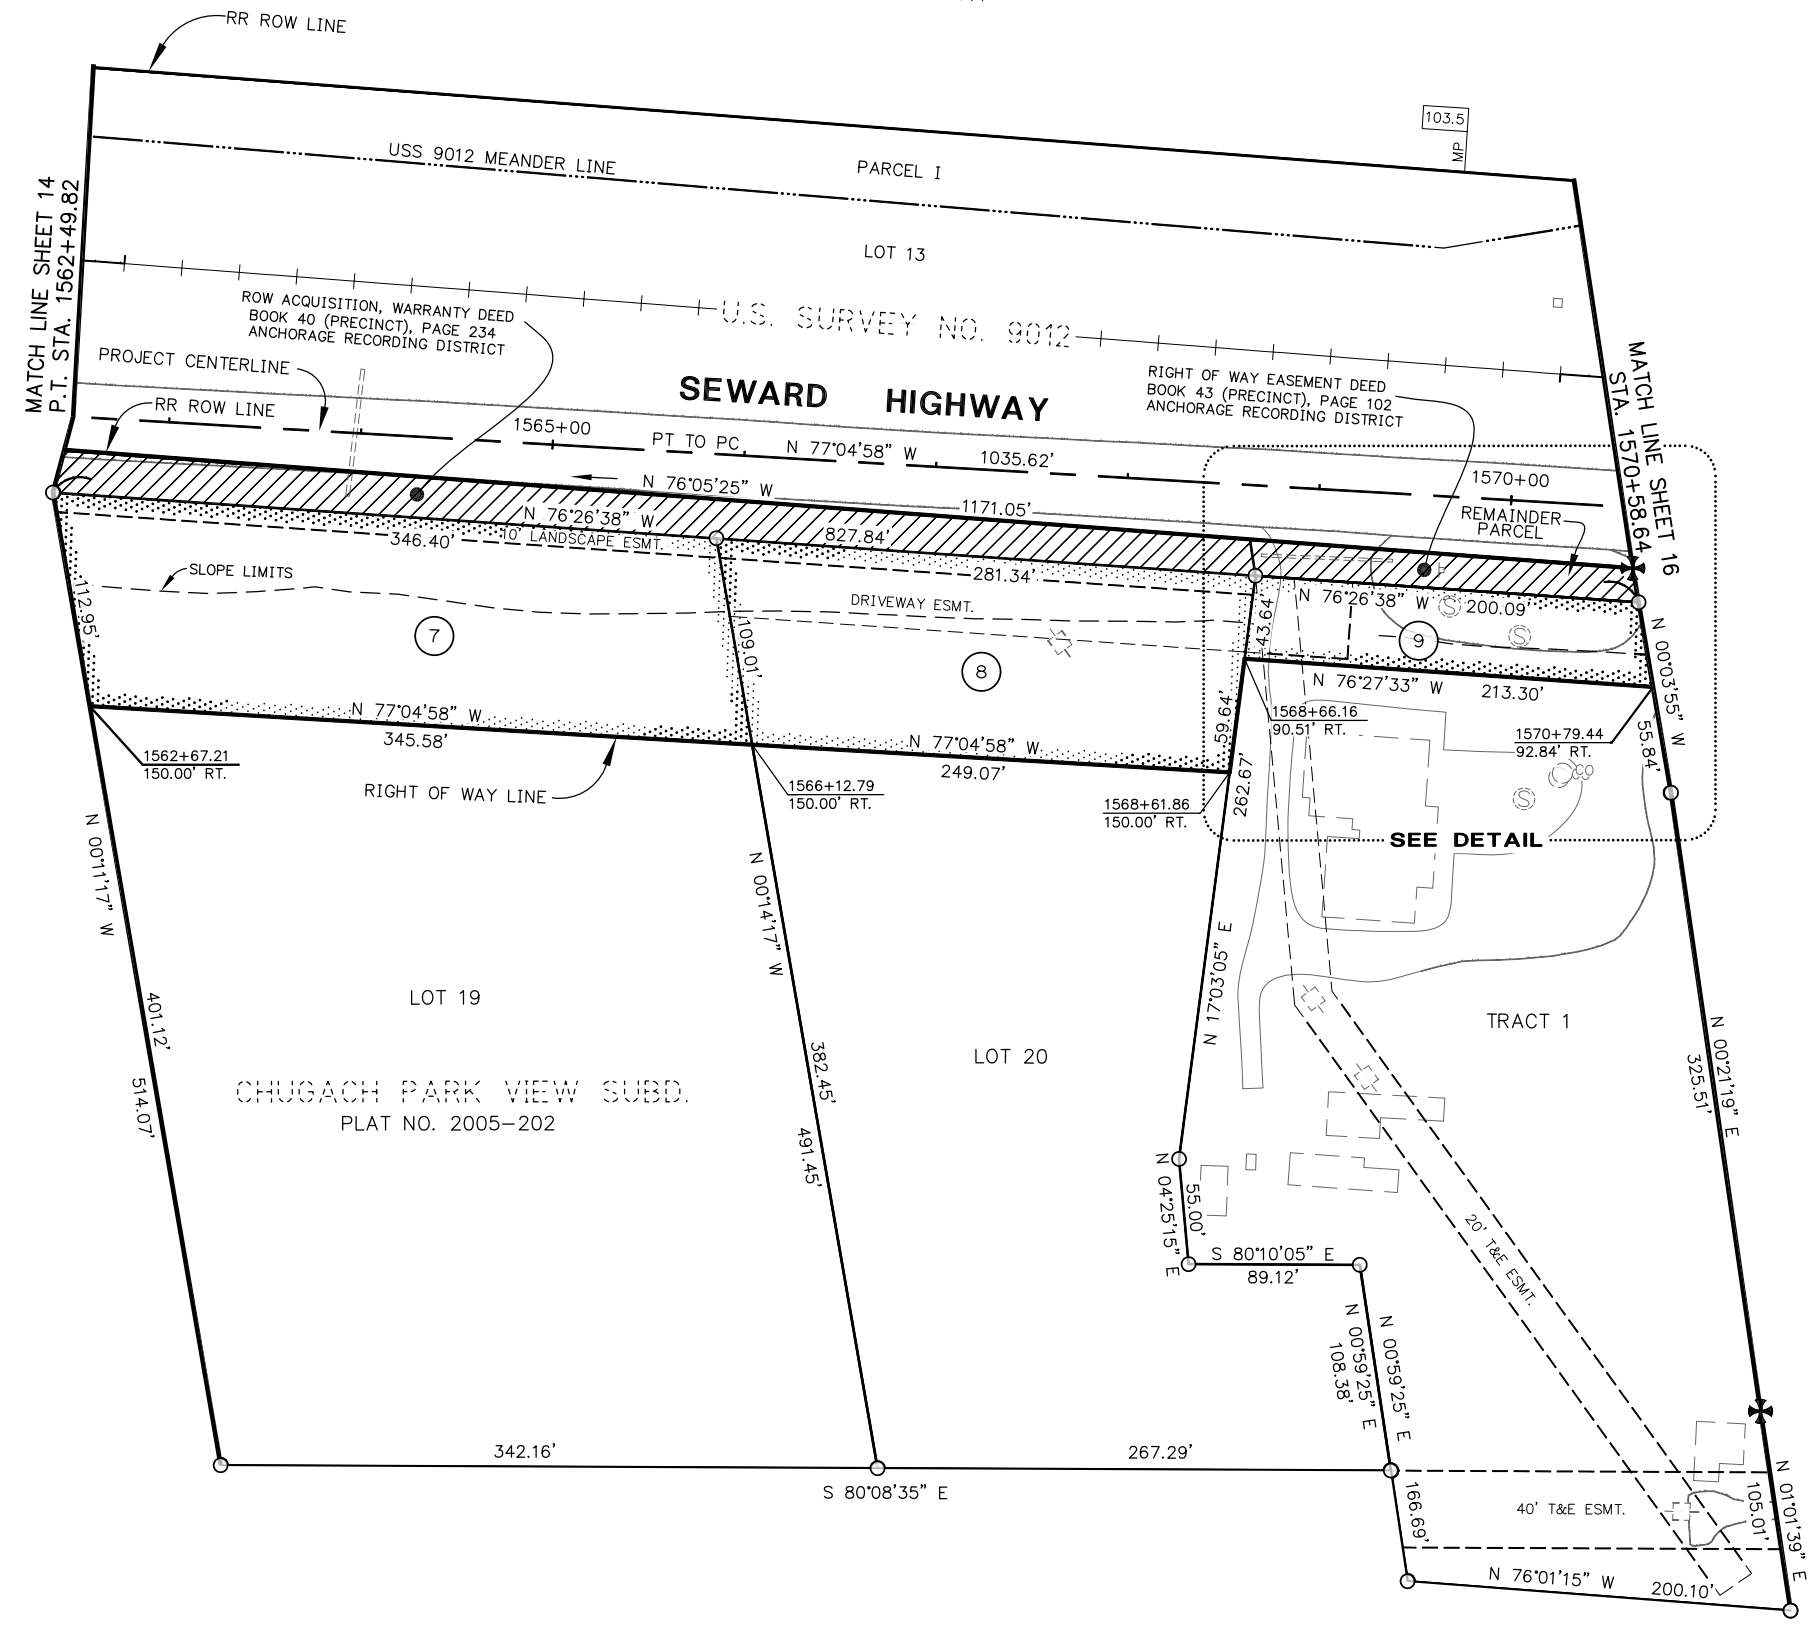 RR ROW LINE
103.5
MP
USS 9012 MEANDER LINE
PARCEL I
MATCH LINE SHEET 14
P.T. STA. 1562+49.82
LOT 13
ROW ACQUISITION, WARRANTY DEED
BOOK 40 (PRECINCT), PAGE 234
ANCHORAGE RECORDING DISTRICT
U.S. SURVEY NO. 9012
MATCH LINE SHEET 16
STA. 1570+58.64
PROJECT CENTERLINE
RR ROW LINE
SEWARD HIGHWAY
RIGHT OF WAY EASEMENT DEED
BOOK 43 (PRECINCT), PAGE 102
ANCHORAGE RECORDING DISTRICT
1565+00
PT TO PC
N 77°04'58" W
1035.62'
1570+00
N 76°05'25" W
1171.05'
REMAINDER
PARCEL
N 76°26'38" W
827.84'
346.40'
10' LANDSCAPE ESMT.
281.34'
N 76°26'38" W
200.09'
SLOPE LIMITS
DRIVEWAY ESMT.
112.95'
109.01'
43.64'
7
8
9
S
S
N 00°03'55" W
55.84'
N 76°27'33" W
213.30'
N 77°04'58" W
345.58'
N 77°04'58" W
249.07'
59.64'
262.67'
1568+66.16
90.51' RT.
1570+79.44
92.84' RT.
1562+67.21
150.00' RT.
RIGHT OF WAY LINE
1566+12.79
150.00' RT.
1568+61.86
150.00' RT.
S
SEE DETAIL
N 00°11'17" W
401.12'
514.07'
N 00°14'17" W
382.45'
491.45'
N 17°03'05" E
LOT 19
LOT 20
TRACT 1
CHUGACH PARK VIEW SUBD.
PLAT NO. 2005-202
N 00°21'19" E
325.51'
N 04°25'15" E
55.00'
S 80°10'05" E
89.12'
20' T&E ESMT.
N 00°59'25" E
108.38'
N 00°59'25" E
342.16'
267.29'
S 80°08'35" E
166.69'
40' T&E ESMT.
105.01'
N 01°01'39" E
N 76°01'15" W
200.10'